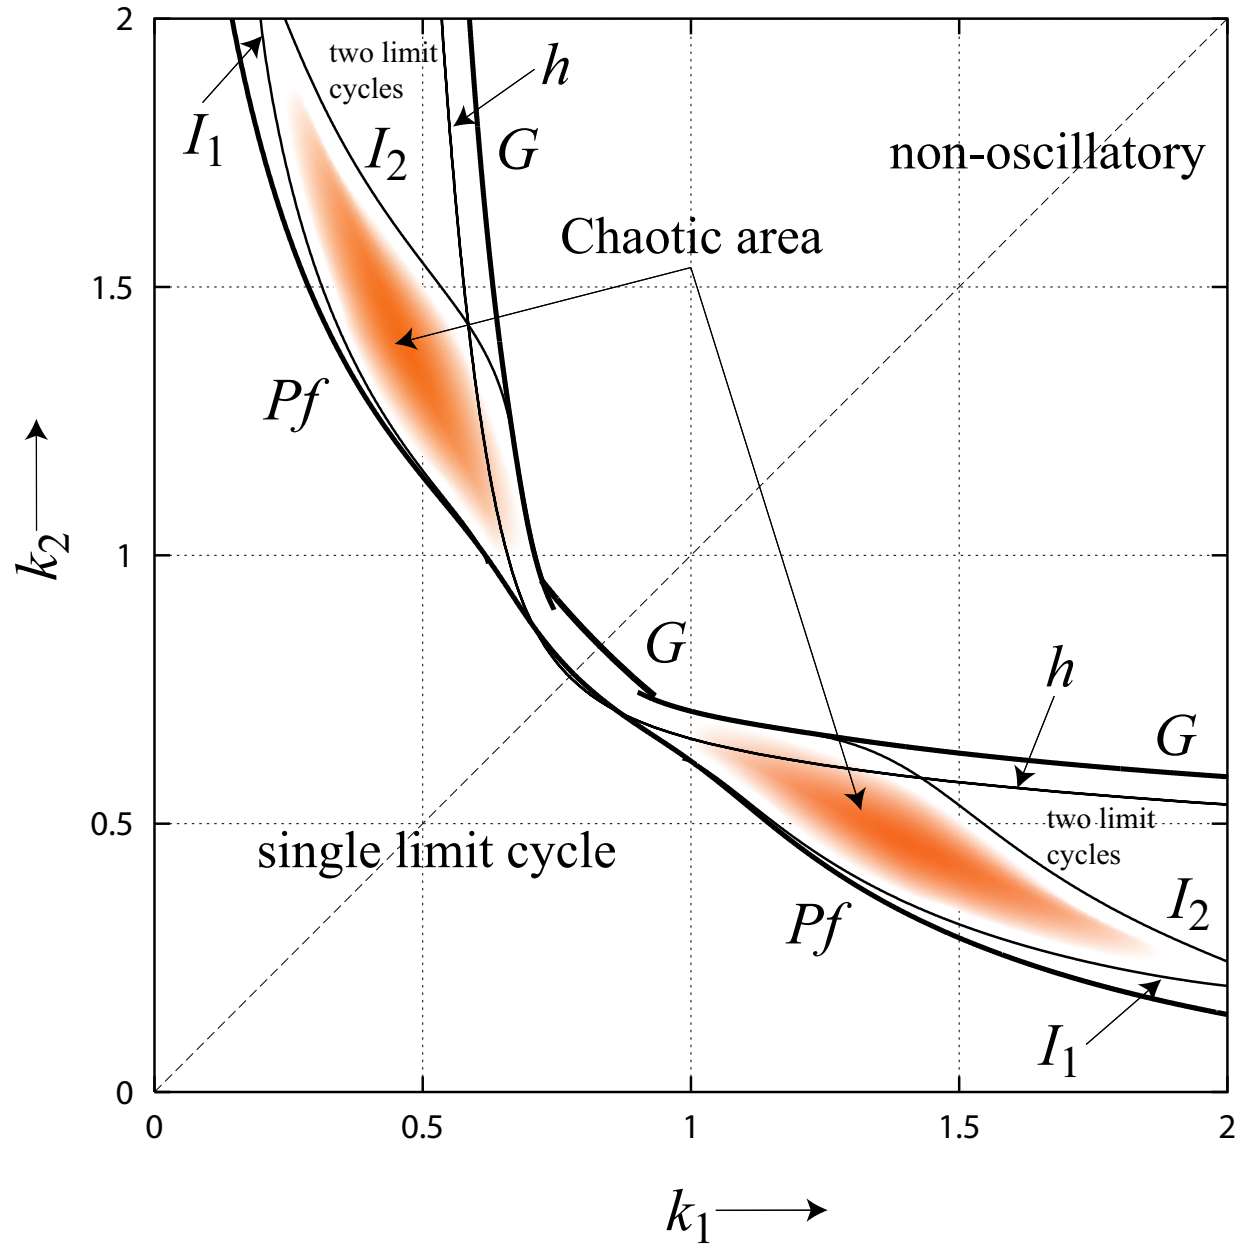 2
two limit
cycles
h
I1
I2
G
non-oscillatory
Chaotic area
1.5
Pf
k2
1
G
h
G
two limit
cycles
0.5
single limit cycle
I2
Pf
I1
0
0 0.5 1 1.5 2
k1